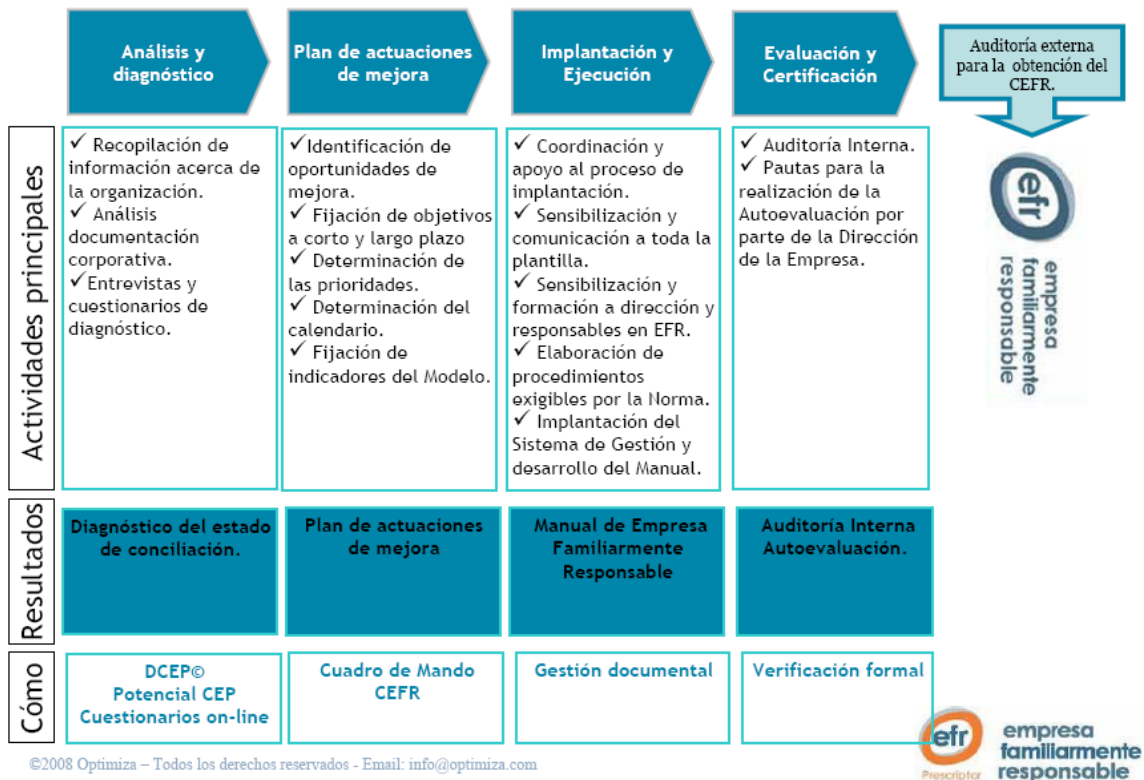 Análisis y
diagnóstico
Plan de actuaciones
de mejora
Implantación y
Ejecución
Evaluación y
Certificación
Auditoría externa
para la obtención del
CEFR.
Actividades principales
✓ Recopilación de
información acerca de
la organización.
✓ Análisis
documentación
corporativa.
✓Entrevistas y
cuestionarios de
diagnóstico.
✓Identificación de
oportunidades de
mejora.
✓ Fijación de objetivos
a corto y largo plazo
✓ Determinación de
las prioridades.
✓ Determinación del
calendario.
✓ Fijación de
indicadores del Modelo.
✓ Coordinación y
apoyo al proceso de
implantación.
✓ Sensibilización y
comunicación a toda la
plantilla.
✓ Sensibilización y
formación a dirección y
responsables en EFR.
✓ Elaboración de
procedimientos
exigibles por la Norma.
✓ Implantación del
Sistema de Gestión y
desarrollo del Manual.
✓ Auditoría Interna.
✓ Pautas para la
realización de la
Autoevaluación por
parte de la Dirección
de la Empresa.
efr
empresa
familiarmente
responsable
Resultados
Diagnóstico del estado
de conciliación.
Plan de actuaciones
de mejora
Manual de Empresa
Familiarmente
Responsable
Auditoría Interna
Autoevaluación.
Cómo
DCEP©
Potencial CEP
Cuestionarios on-line
Cuadro de Mando
CEFR
Gestión documental
Verificación formal
©2008 Optimiza – Todos los derechos reservados - Email: info@optimiza.com
efr
Prescriptor
empresa
familiarmente
responsable